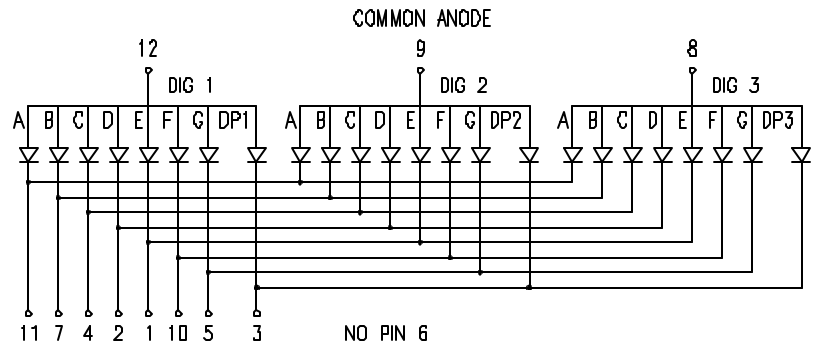 COMMON ANODE
12 9 8
DIG 1 DIG 2 DIG 3
A B C D E F G DP1 A B C D E F G DP2 A B C D E F G DP3
11 7 4 2 1 10 5 3 NO PIN 6